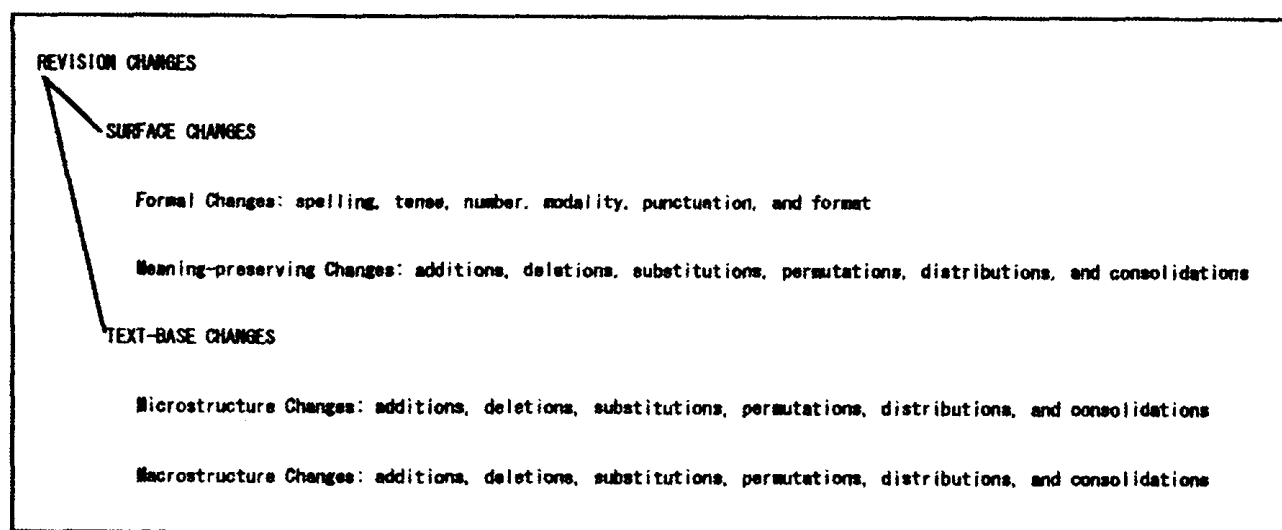 REVISION CHANGES
SURFACE CHANGES
Formal Changes: spelling, tense, number, modality, punctuation, and format
Meaning-preserving Changes: additions, deletions, substitutions, permutations, distributions, and consolidations
TEXT-BASE CHANGES
Microstructure Changes: additions, deletions, substitutions, permutations, distributions, and consolidations
Macrostructure Changes: additions, deletions, substitutions, permutations, distributions, and consolidations